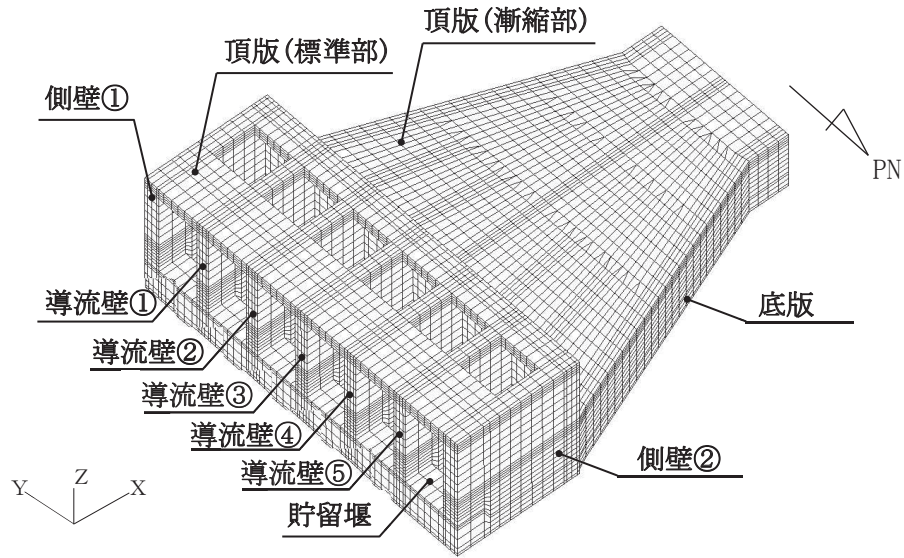 頂版(漸縮部)
頂版(標準部)
側壁①
PN
導流壁①
底版
導流壁②
導流壁③
導流壁④
側壁②
導流壁⑤
貯留堰
Z
Y
X